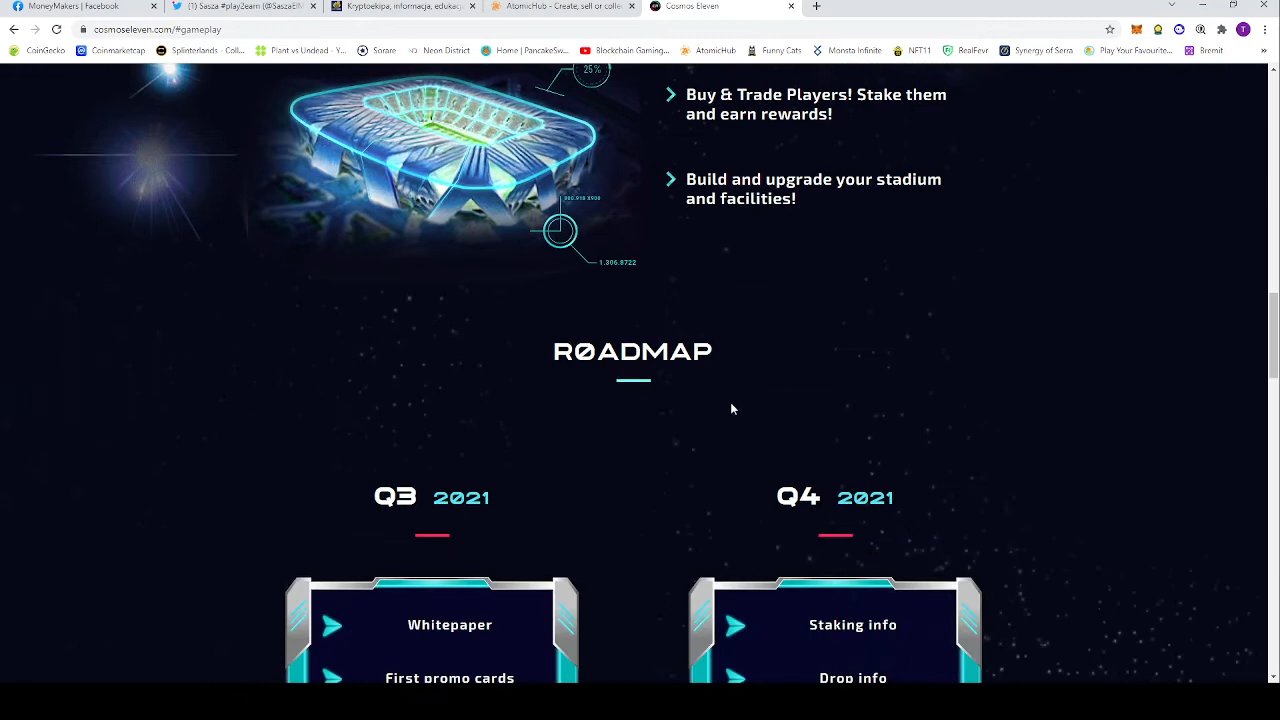 MoneyMakers | Facebook
(1) Sasza #play2earn (@SaszaElM
Kryptoekipa, informacja, edukacj
AtomicHub - Create, sell or colle
Cosmos Eleven
cosmoseleven.com/#gameplay
T
CoinGecko
Coinmarketcap
Splinterlands - Coll...
Plant vs Undead - Y...
Sorare
Neon District
Home | PancakeSw...
Blockchain Gaming...
AtomicHub
Funny Cats
Monsta Infinite
NFT11
RealFevr
Synergy of Serra
Play Your Favourite...
Bremit
25%
Buy & Trade Players! Stake them
and earn rewards!
Build and upgrade your stadium
and facilities!
1.306.8722
ROADMAP
Q3 2021
Q4 2021
Whitepaper
Staking info
First promo cards
Drop info